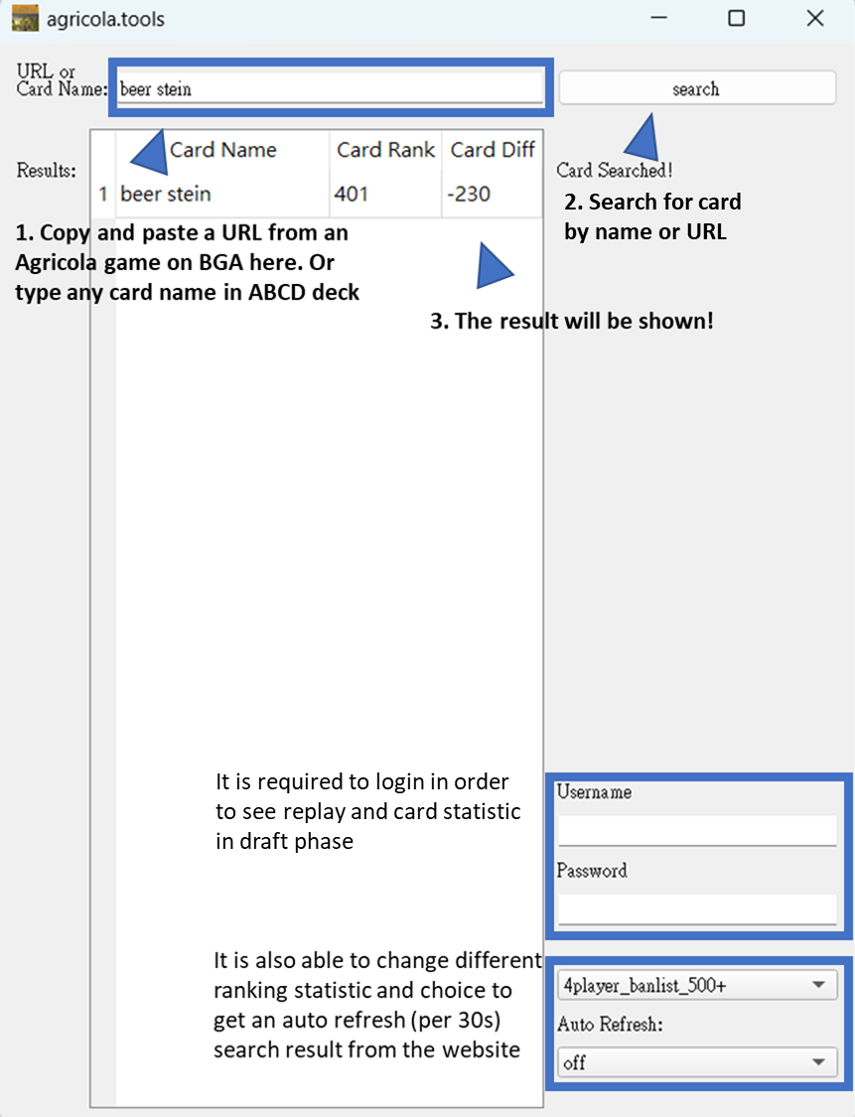 agricola.tools
URL or
Card Name:
beer stein
search
Results:
Card Name Card Rank Card Diff
1 beer stein 401 -230
Card Searched!
1. Copy and paste a URL from an
Agricola game on BGA here. Or
type any card name in ABCD deck
2. Search for card
by name or URL
3. The result will be shown!
It is required to login in order
to see replay and card statistic
in draft phase
Username
Password
It is also able to change different
ranking statistic and choice to
get an auto refresh (per 30s)
search result from the website
4player_banlist_500+
Auto Refresh:
off